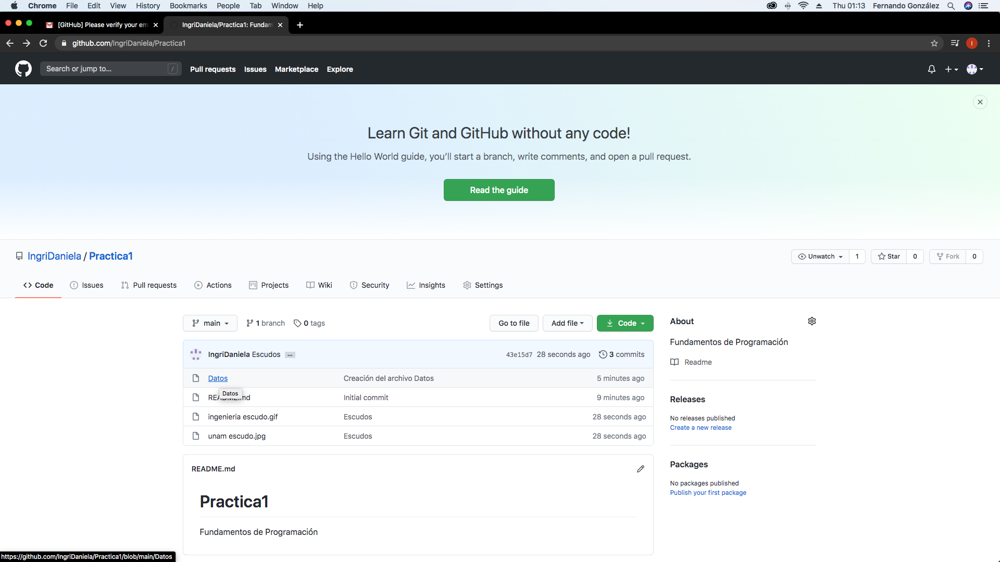 Chrome File Edit View History Bookmarks People Tab Window Help Thu 01:13 Fernando González
[GitHub] Please verify your em IngriDaniela/Practica1: Fundam
github.com/IngriDaniela/Practica1 I
Search or jump to... / Pull requests Issues Marketplace Explore
Learn Git and GitHub without any code!
Using the Hello World guide, you’ll start a branch, write comments, and open a pull request.
Read the guide
IngriDaniela / Practica1 Unwatch 1 Star 0 Fork 0
Code Issues Pull requests Actions Projects Wiki Security Insights Settings
main 1 branch 0 tags Go to file Add file Code
IngriDaniela Escudos ... 43e15d7 28 seconds ago 3 commits
Datos Creación del archivo Datos 5 minutes ago
Datos
README.md Initial commit 9 minutes ago
ingenieria escudo.gif Escudos 28 seconds ago
unam escudo.jpg Escudos 28 seconds ago
README.md
Practica1
Fundamentos de Programación
About
Fundamentos de Programación
Readme
Releases
No releases published
Create a new release
Packages
No packages published
Publish your first package
https://github.com/IngriDaniela/Practica1/blob/main/Datos